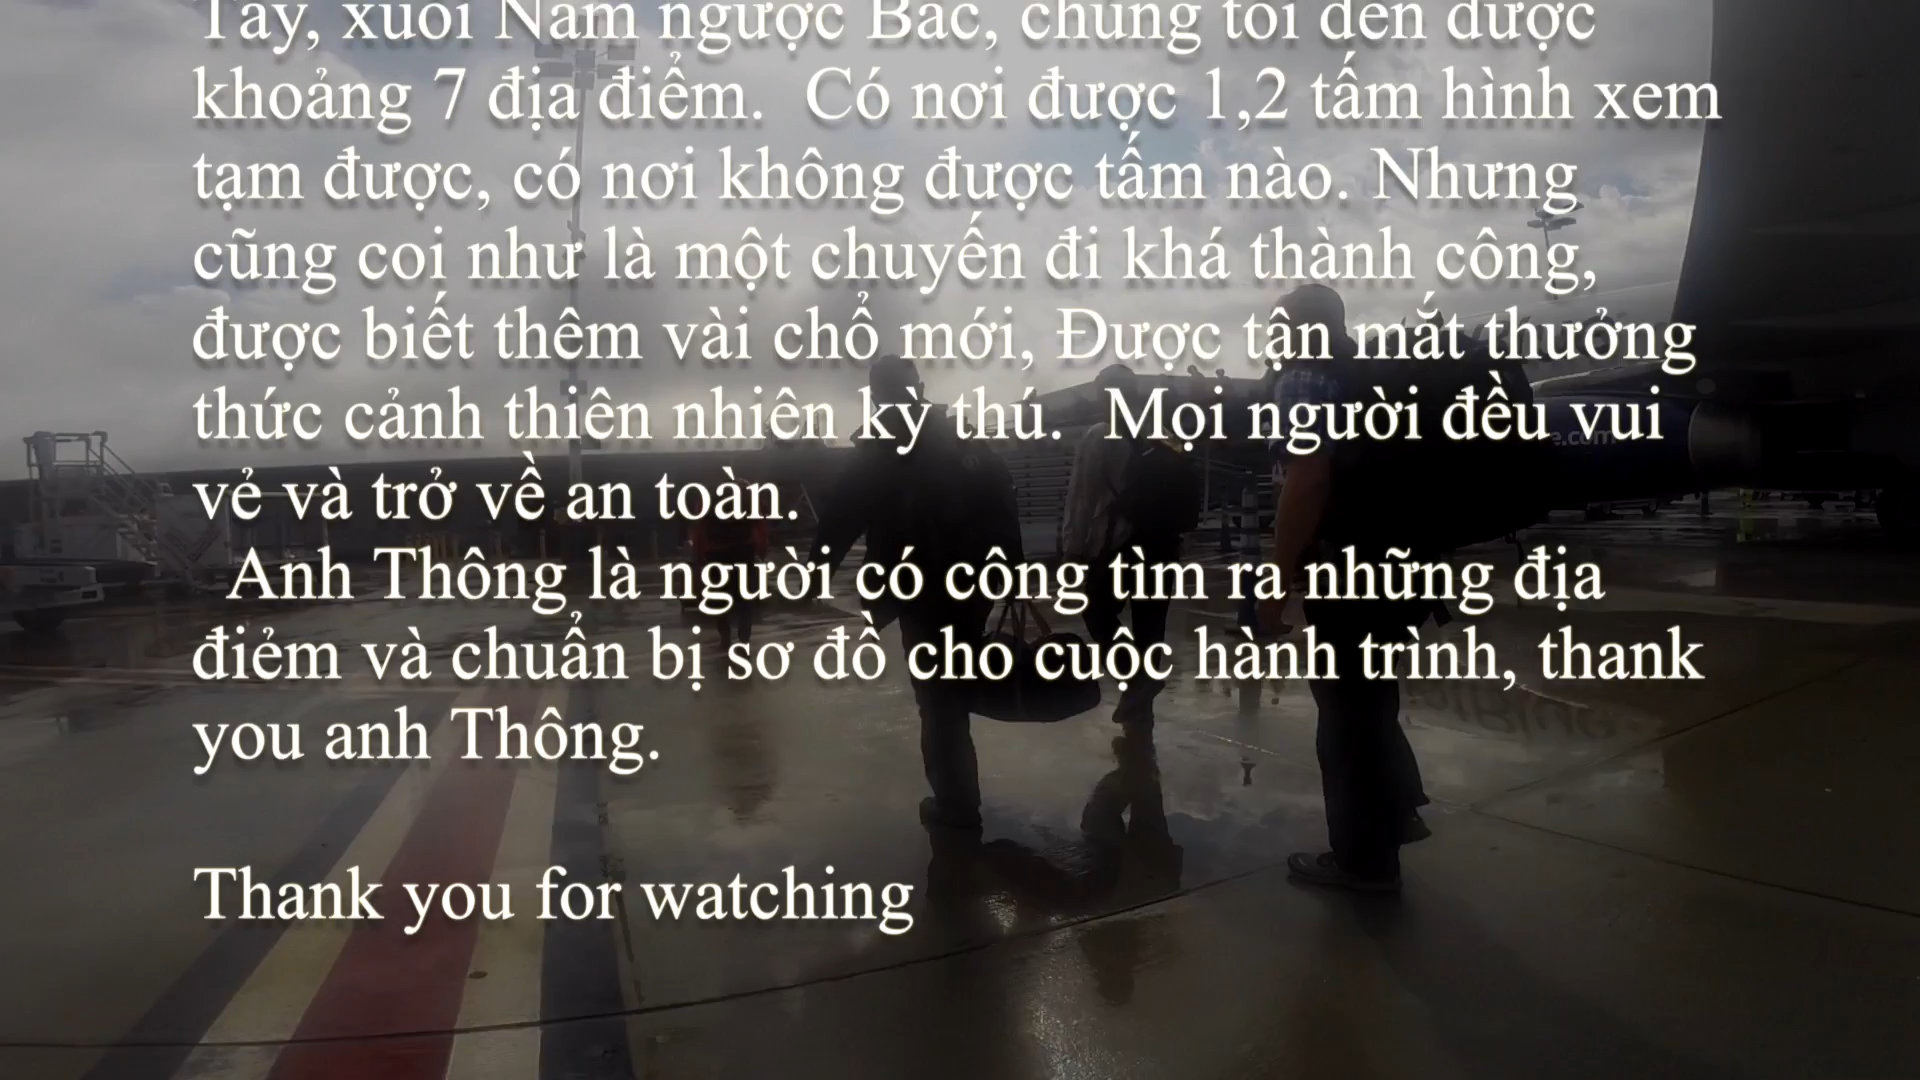 Tây, xuôi Nam ngược Bắc, chúng tôi đến được
khoảng 7 địa điểm.  Có nơi được 1,2 tấm hình xem
tạm được, có nơi không được tấm nào. Nhưng
cũng coi như là một chuyến đi khá thành công,
được biết thêm vài chổ mới, Được tận mắt thưởng
thức cảnh thiên nhiên kỳ thú.  Mọi người đều vui
vẻ và trở về an toàn.
Anh Thông là người có công tìm ra những địa
điẻm và chuẩn bị sơ đồ cho cuộc hành trình, thank
you anh Thông.
Thank you for watching
e.com